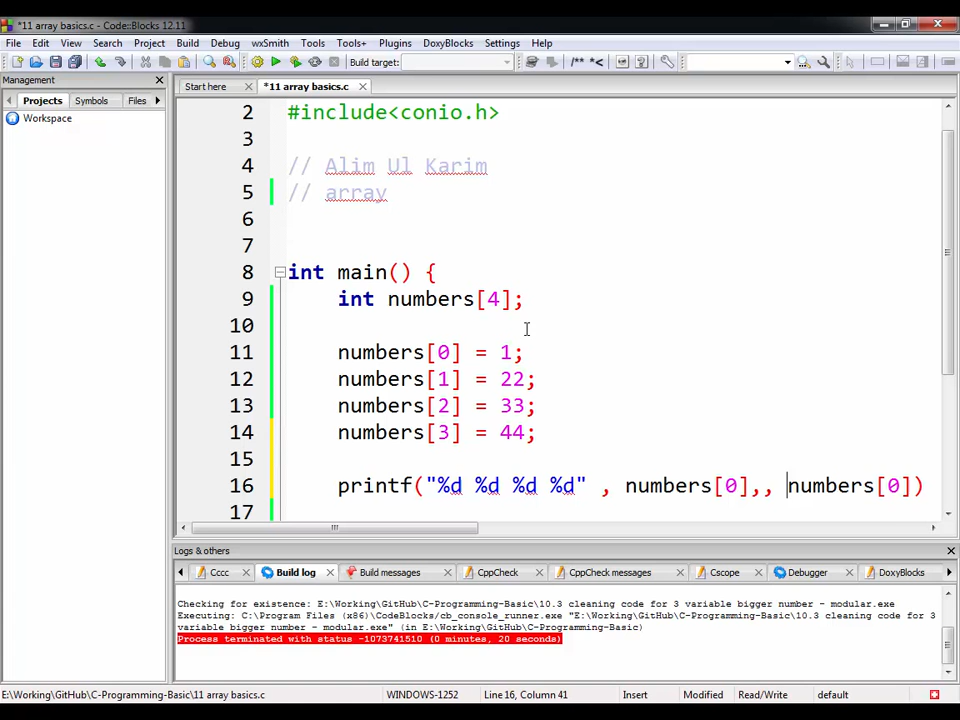 *11 array basics.c - Code::Blocks 12.11
File Edit View Search Project Build Debug wxSmith Tools Tools+ Plugins DoxyBlocks Settings Help
Build target:
/** *<
Management
Projects Symbols Files
Workspace
Start here *11 array basics.c
2 #include<conio.h>
3
4 // Alim Ul Karim
5 // array
6
7
8 int main() {
9 int numbers[4];
10
11 numbers[0] = 1;
12 numbers[1] = 22;
13 numbers[2] = 33;
14 numbers[3] = 44;
15
16 printf("%d %d %d %d" , numbers[0],, numbers[0])
17
Logs & others
Cccc Build log Build messages CppCheck CppCheck messages Cscope Debugger DoxyBlocks
Checking for existence: E:\Working\GitHub\C-Programming-Basic\10.3 cleaning code for 3 variable bigger number - modular.exe
Executing: C:\Program Files (x86)\CodeBlocks/cb_console_runner.exe "E:\Working\GitHub\C-Programming-Basic\10.3 cleaning code for 3
variable bigger number - modular.exe" (in E:\Working\GitHub\C-Programming-Basic)
Process terminated with status -1073741510 (0 minutes, 20 seconds)
E:\Working\GitHub\C-Programming-Basic\11 array basics.c WINDOWS-1252 Line 16, Column 41 Insert Modified Read/Write default